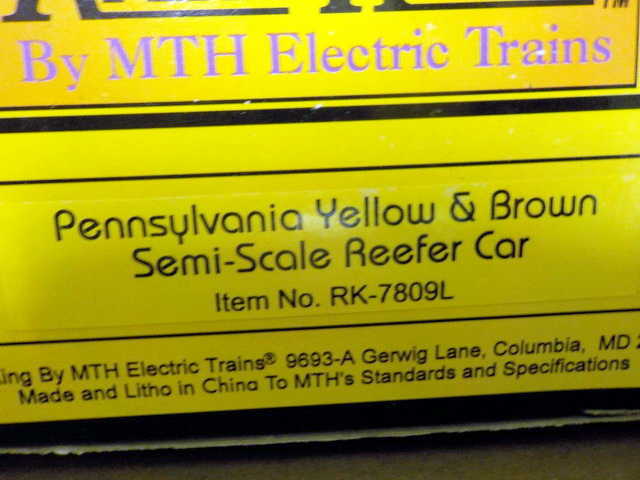 TM
By MTH Electric Trains
Pennsylvania Yellow & Brown
Semi-Scale Reefer Car
Item No. RK-7809L
By MTH Electric Trains® 9693-A Gerwig Lane, Columbia, MD
Made and Litho in China To MTH's Standards and Specifications